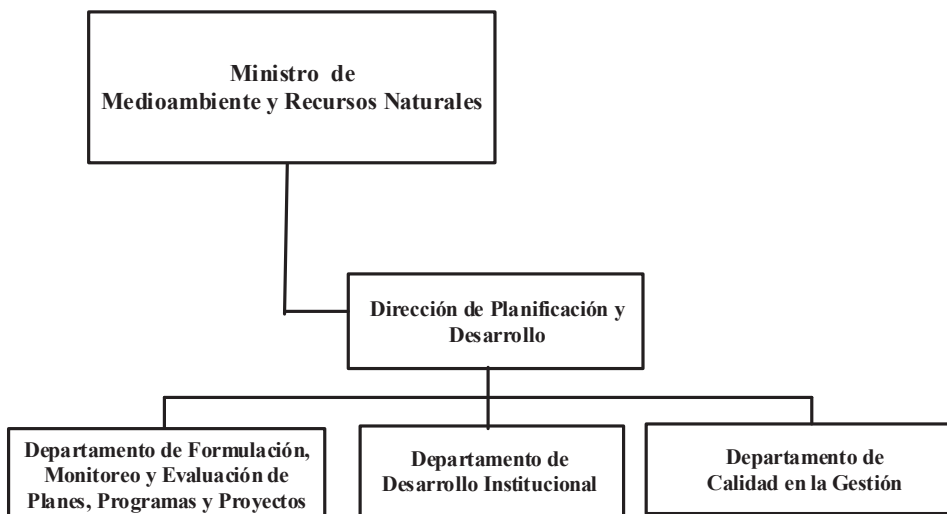 Ministro de
Medioambiente y Recursos Naturales
Dirección de Planificación y
Desarrollo
Departamento de Formulación,
Monitoreo y Evaluación de
Planes, Programas y Proyectos
Departamento de
Desarrollo Institucional
Departamento de
Calidad en la Gestión